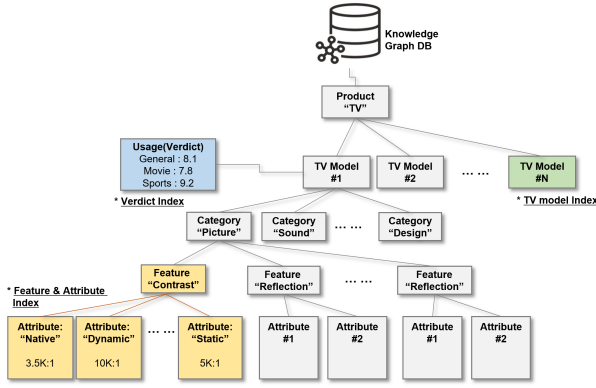 Knowledge
Graph DB
Product
“TV”
Usage(Verdict)
General : 8.1
Movie : 7.8
Sports : 9.2
* Verdict Index
TV Model
#1
TV Model
#2
... ...
TV Model
#N
* TV model Index
Category
“Picture”
Category
“Sound”
... ...
Category
“Design”
* Feature & Attribute
Index
Feature
“Contrast”
Feature
“Reflection”
... ...
Feature
“Reflection”
Attribute:
“Native”
3.5K:1
Attribute:
“Dynamic”
10K:1
... ...
Attribute:
“Static”
5K:1
Attribute
#1
Attribute
#2
Attribute
#1
Attribute
#2